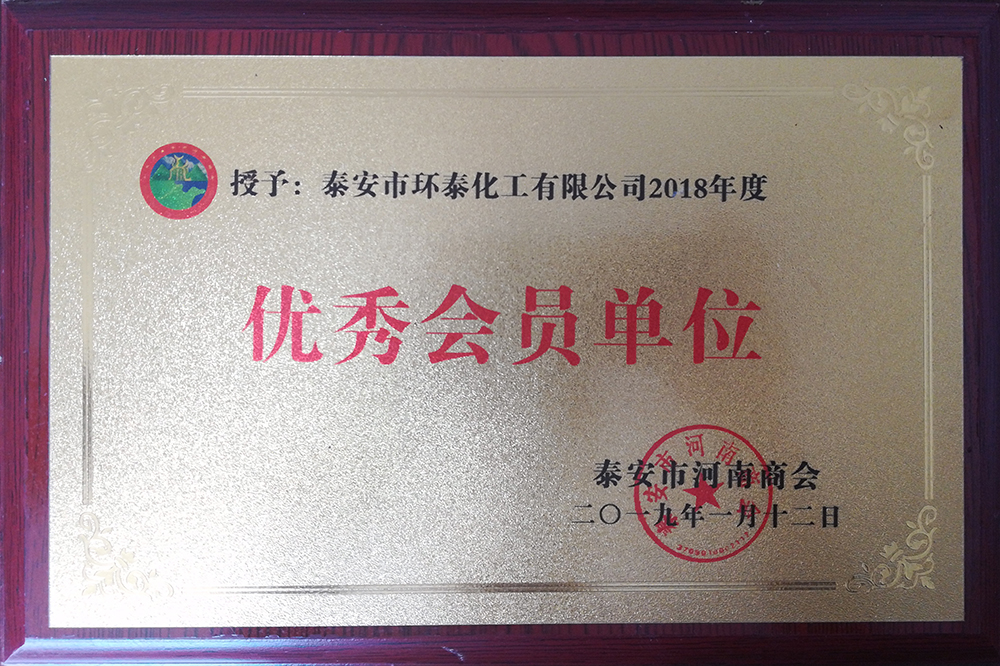 授予：泰安市环泰化工有限公司2018年度
优秀会员单位
泰安市河南商会
二〇一九年一月十二日